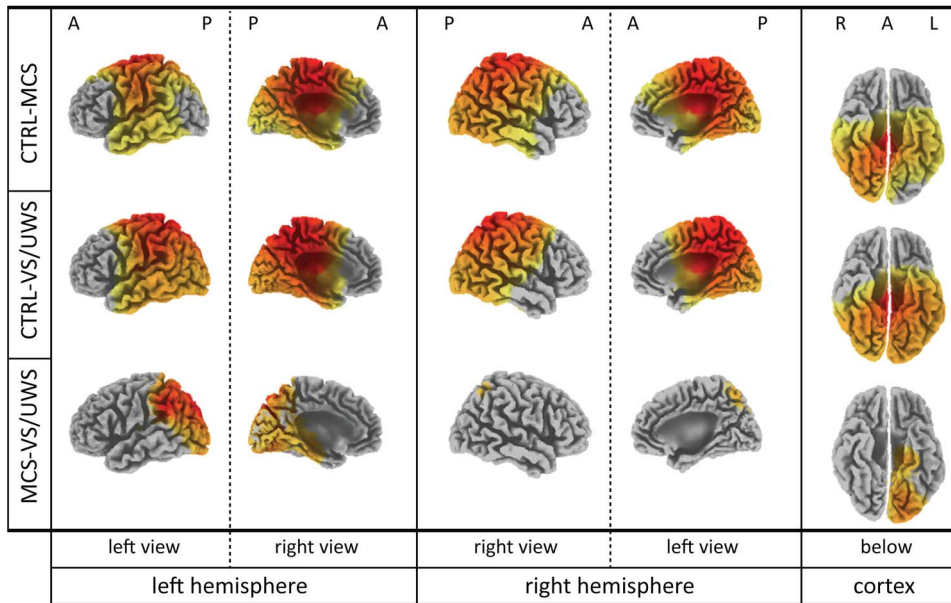 A P P A P A A P R A L
CTRL-MCS
CTRL-VS/UWS
MCS-VS/UWS
left view right view right view left view below
left hemisphere right hemisphere cortex